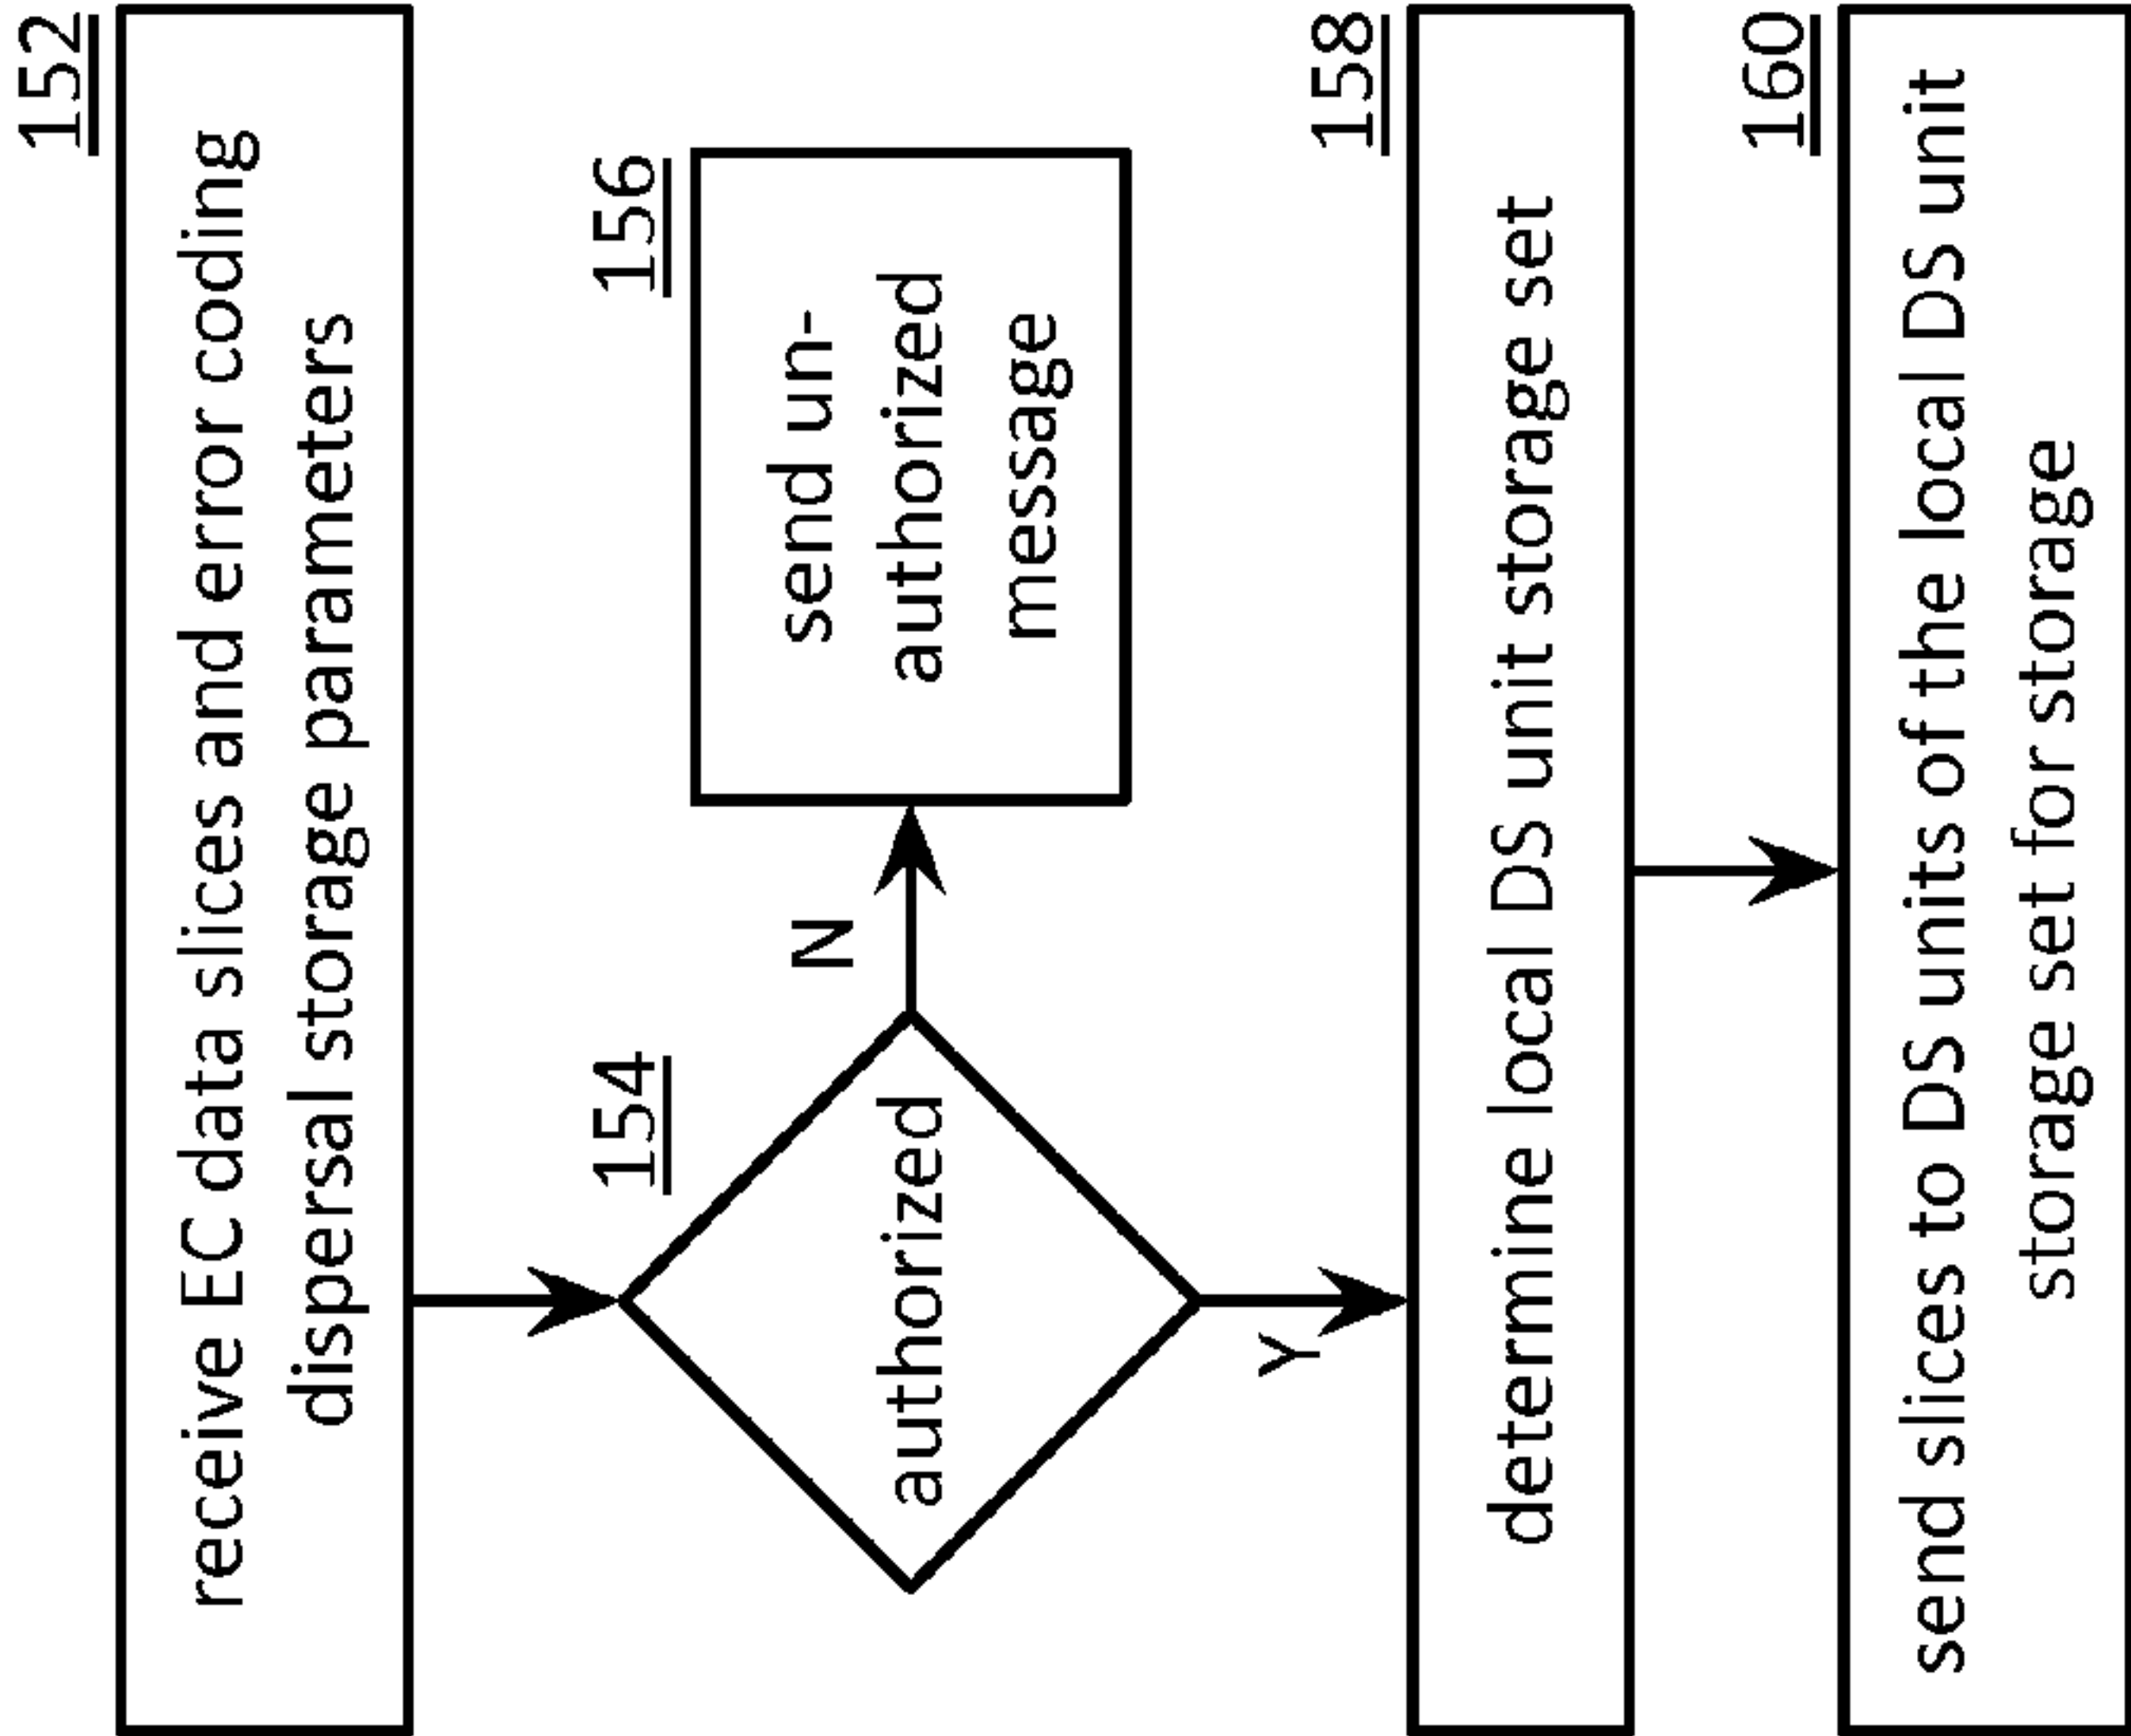 152
receive EC data slices and error coding
dispersal storage parameters
154
authorized
N
156
send un-
authorized
message
Y
158
determine local DS unit storage set
160
send slices to DS units of the local DS unit
storage set for storage